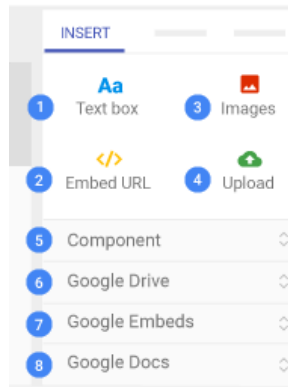 INSERT
Aa
1 Text box
3 Images
</>
2 Embed URL
4 Upload
5 Component
6 Google Drive
7 Google Embeds
8 Google Docs